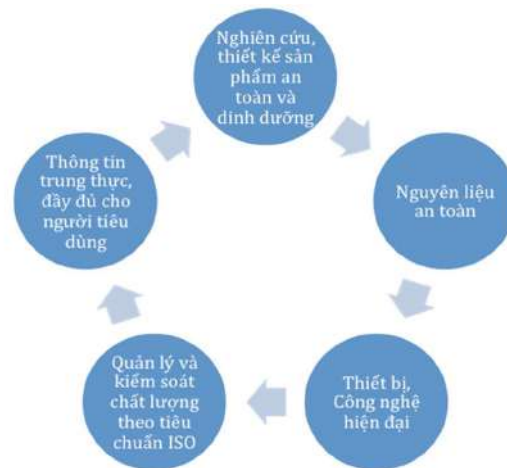 Nghiên cứu,
thiết kế sản
phẩm an
toàn và
dinh dưỡng
Nguyên liệu
an toàn
Thiết bị,
Công nghệ
hiện đại
Quản lý và
kiểm soát
chất lượng
theo tiêu
chuẩn ISO
Thông tin
trung thực,
đầy đủ cho
người tiêu
dùng